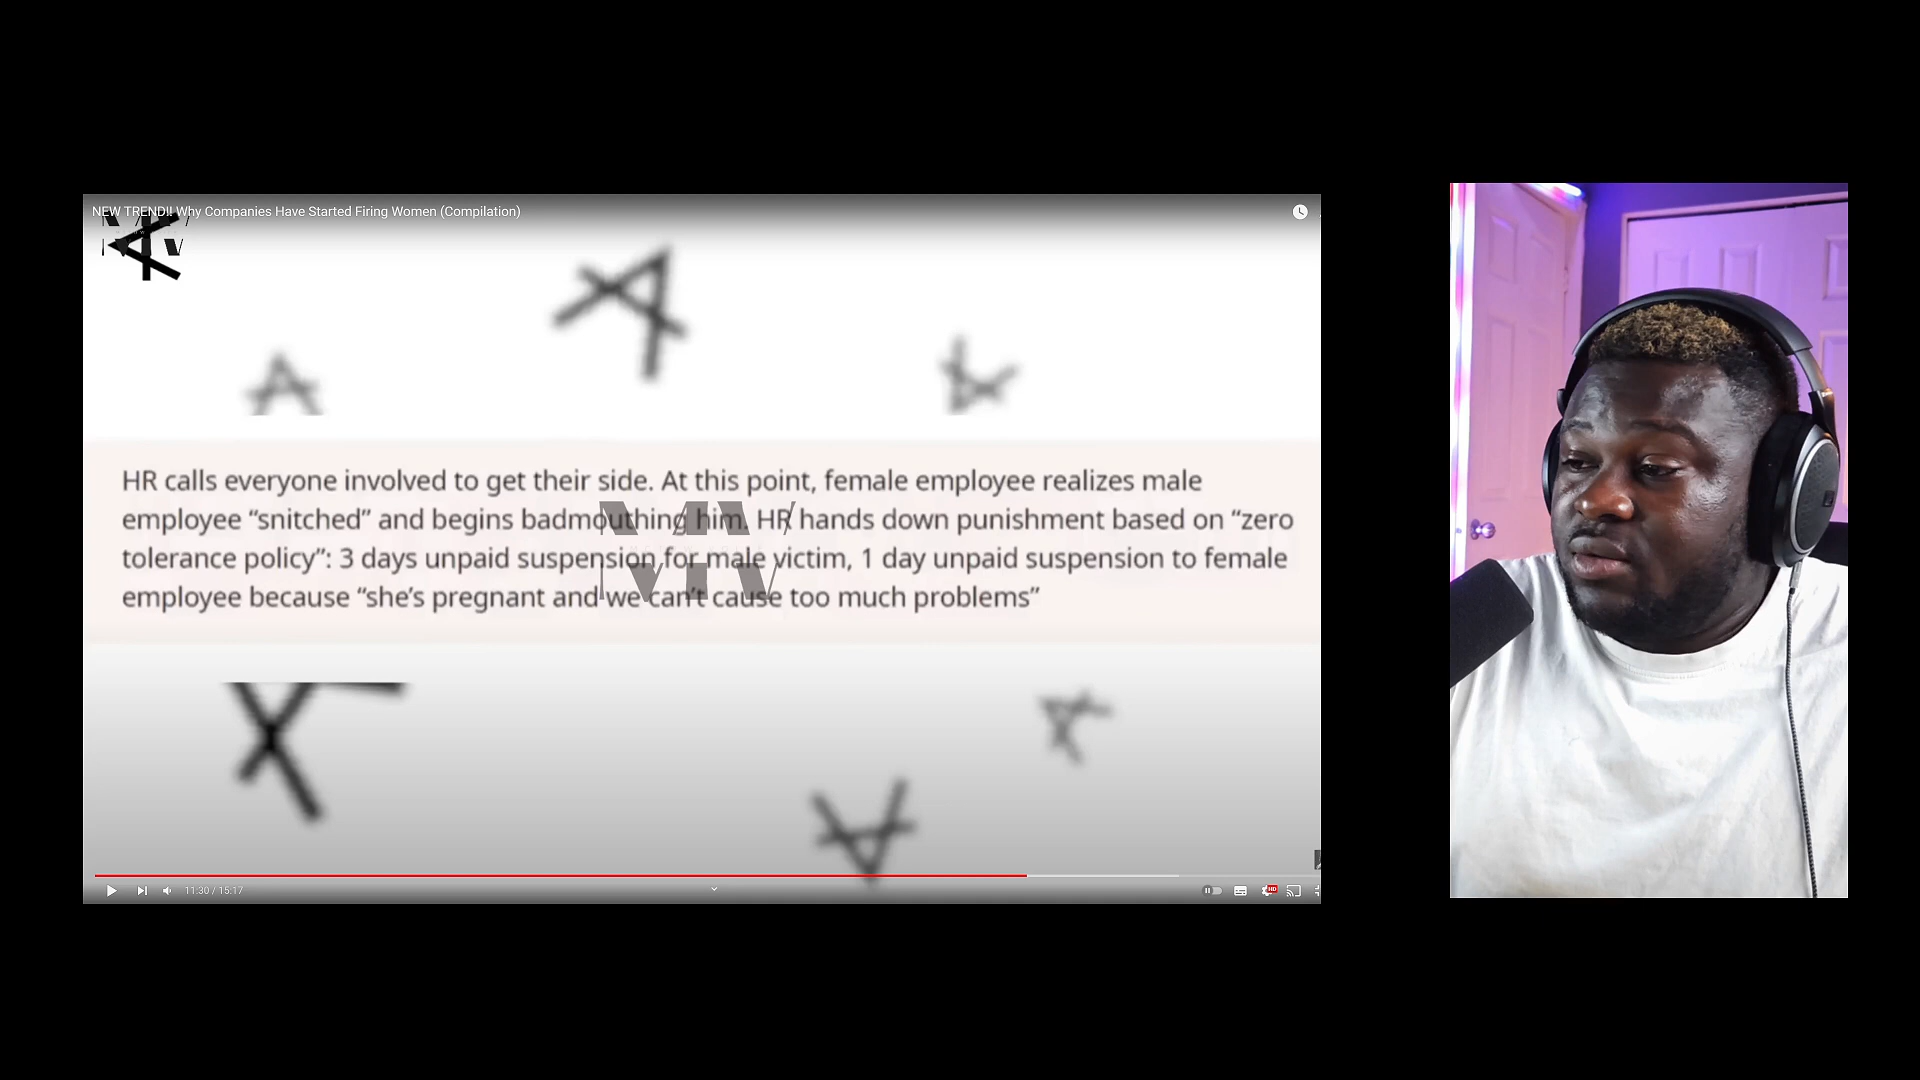 NEW TREND!! Why Companies Have Started Firing Women (Compilation)
HR calls everyone involved to get their side. At this point, female employee realizes male
employee “snitched” and begins badmouthing him. HR hands down punishment based on “zero
tolerance policy”: 3 days unpaid suspension for male victim, 1 day unpaid suspension to female
employee because “she’s pregnant and we can’t cause too much problems”
11:30 / 15:17
HD